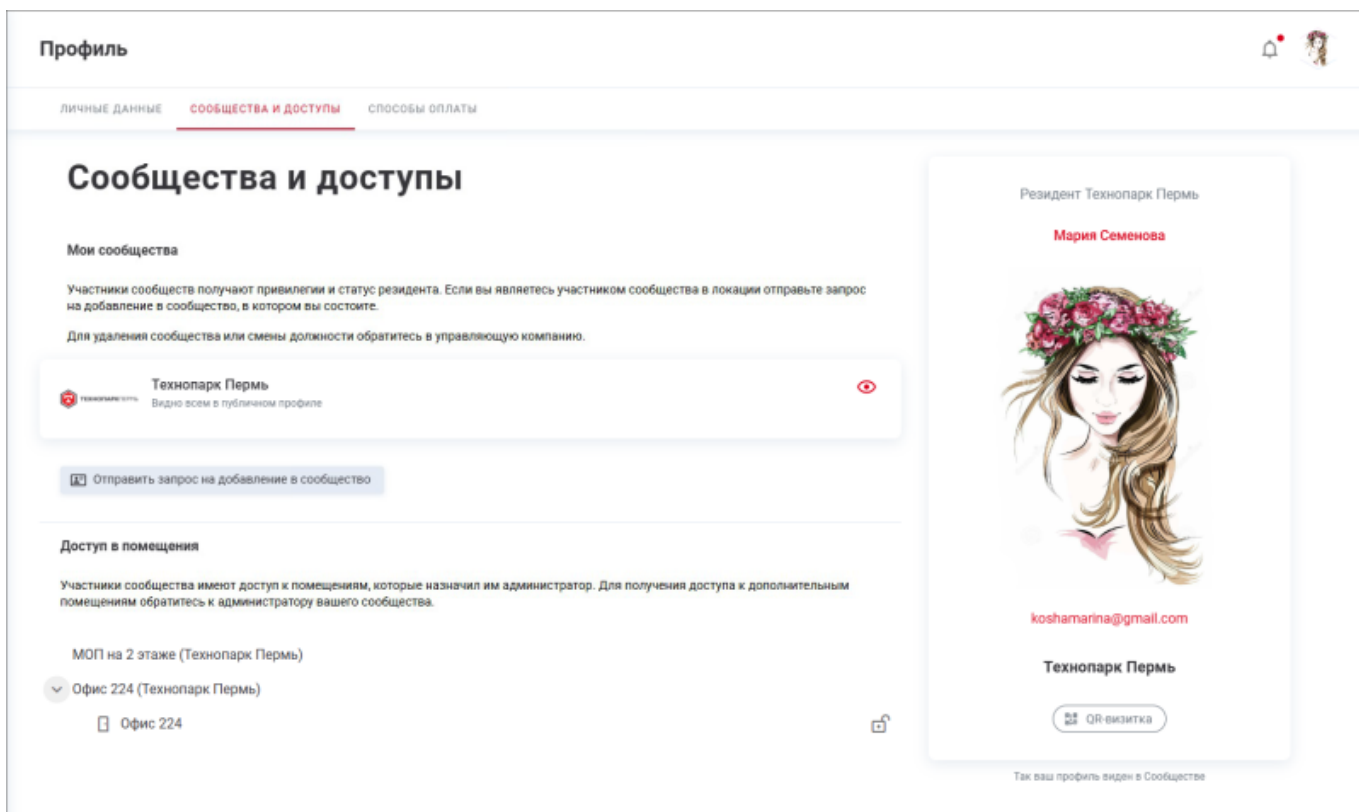 Профиль
ЛИЧНЫЕ ДАННЫЕ
СООБЩЕСТВА И ДОСТУПЫ
СПОСОБЫ ОПЛАТЫ
Сообщества и доступы
Мои сообщества
Участники сообществ получают привилегии и статус резидента. Если вы являетесь участником сообщества в локации отправьте запрос
на добавление в сообщество, в котором вы состоите.
Для удаления сообщества или смены должности обратитесь в управляющую компанию.
ТЕХНОПАРК ПЕРМЬ
Технопарк Пермь
Видно всем в публичном профиле
Отправить запрос на добавление в сообщество
Доступ в помещения
Участники сообщества имеют доступ к помещениям, которые назначил им администратор. Для получения доступа к дополнительным
помещениям обратитесь к администратору вашего сообщества.
МОП на 2 этаже (Технопарк Пермь)
Офис 224 (Технопарк Пермь)
Офис 224
Резидент Технопарк Пермь
Мария Семенова
koshamarina@gmail.com
Технопарк Пермь
QR-визитка
Так ваш профиль виден в Сообществе